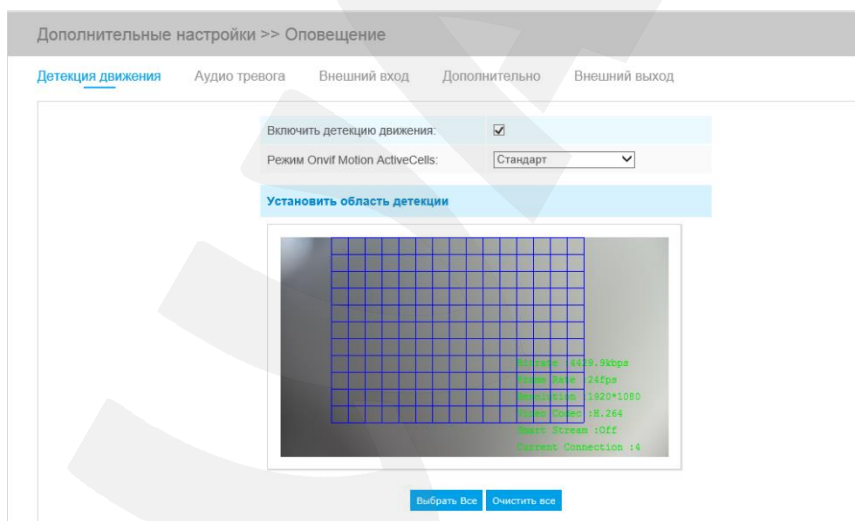 Дополнительные настройки >> Оповещение
Детекция движения Аудио тревога Внешний вход Дополнительно Внешний выход
Включить детекцию движения:
Режим Onvif Motion ActiveCells: Стандарт
Установить область детекции
Bitrate :4429.9kbps
Frame Rate :24fps
Resolution :1920*1080
Video Codec :H.264
Smart Stream :Off
Current Connection :4
Выбрать Все Очистить все